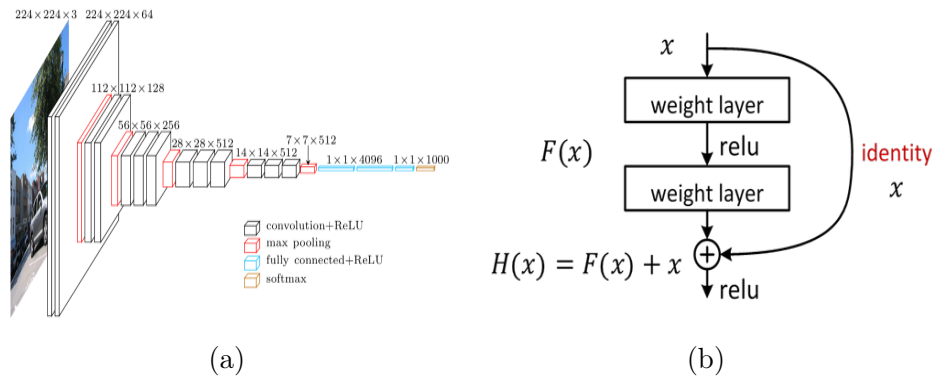 224×224×3 224×224×64
112×112×128
56×56×256
28×28×512
14×14×512
7×7×512
1×1×4096 1×1×1000
convolution+ReLU
max pooling
fully connected+ReLU
softmax
(a)
x
weight layer
relu
F(x)
identity
x
weight layer
H(x) = F(x) + x
+
relu
(b)